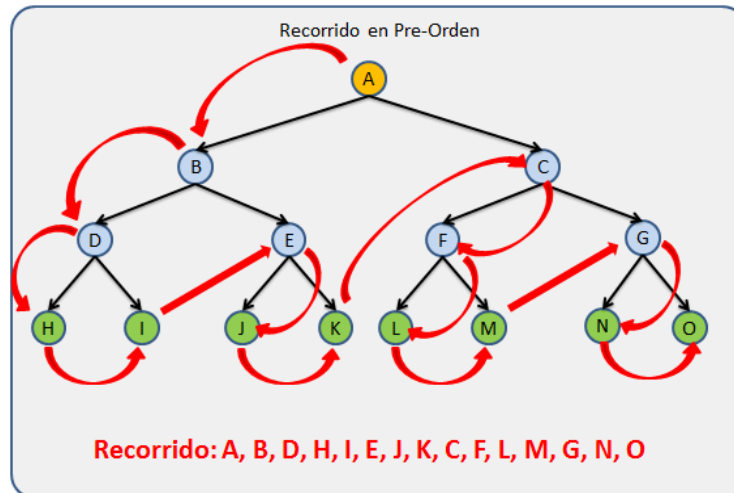 Recorrido en Pre-Orden
A
B
C
D
E
F
G
H
I
J
K
L
M
N
O
Recorrido: A, B, D, H, I, E, J, K, C, F, L, M, G, N, O